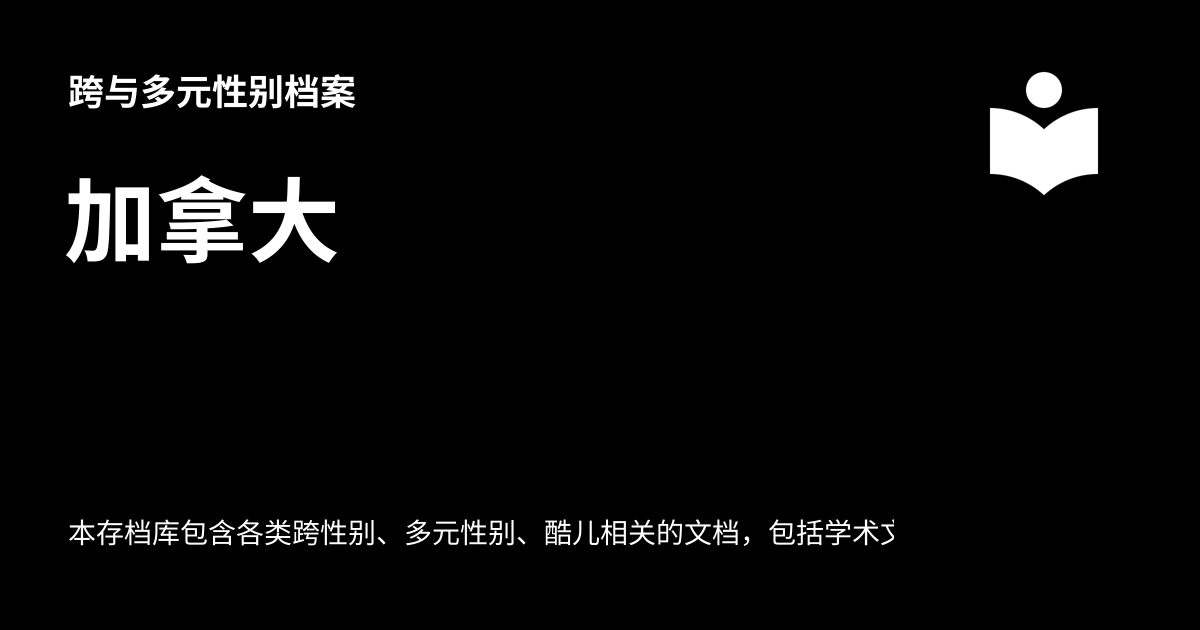 跨与多元性别档案
加拿大
本存档库包含各类跨性别、多元性别、酷儿相关的文档，包括学术